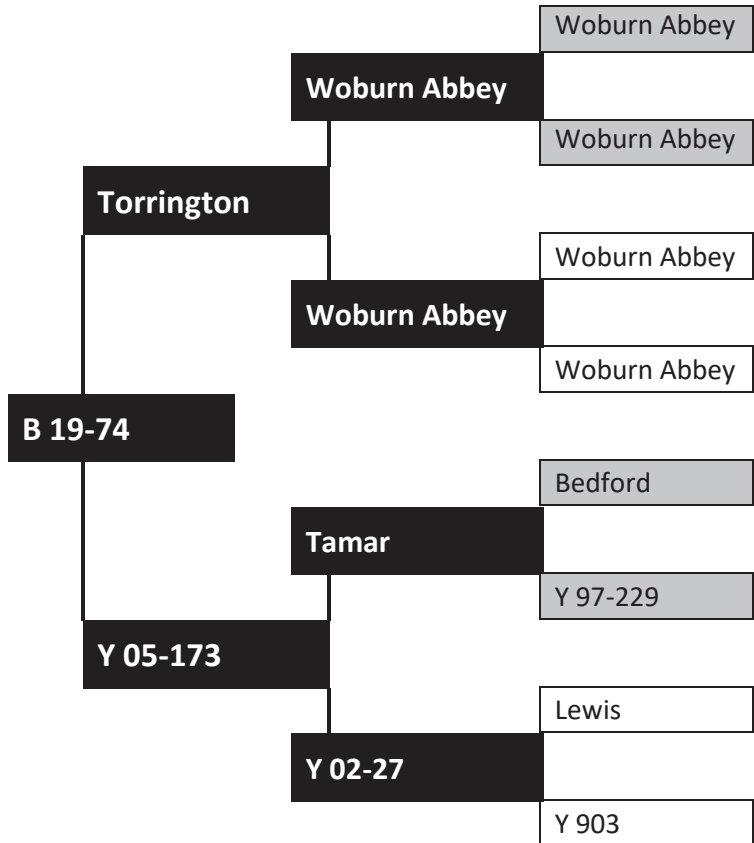 Woburn Abbey
Woburn Abbey
Woburn Abbey
Torrington
Woburn Abbey
Woburn Abbey
Woburn Abbey
B 19-74
Bedford
Tamar
Y 97-229
Y 05-173
Lewis
Y 02-27
Y 903